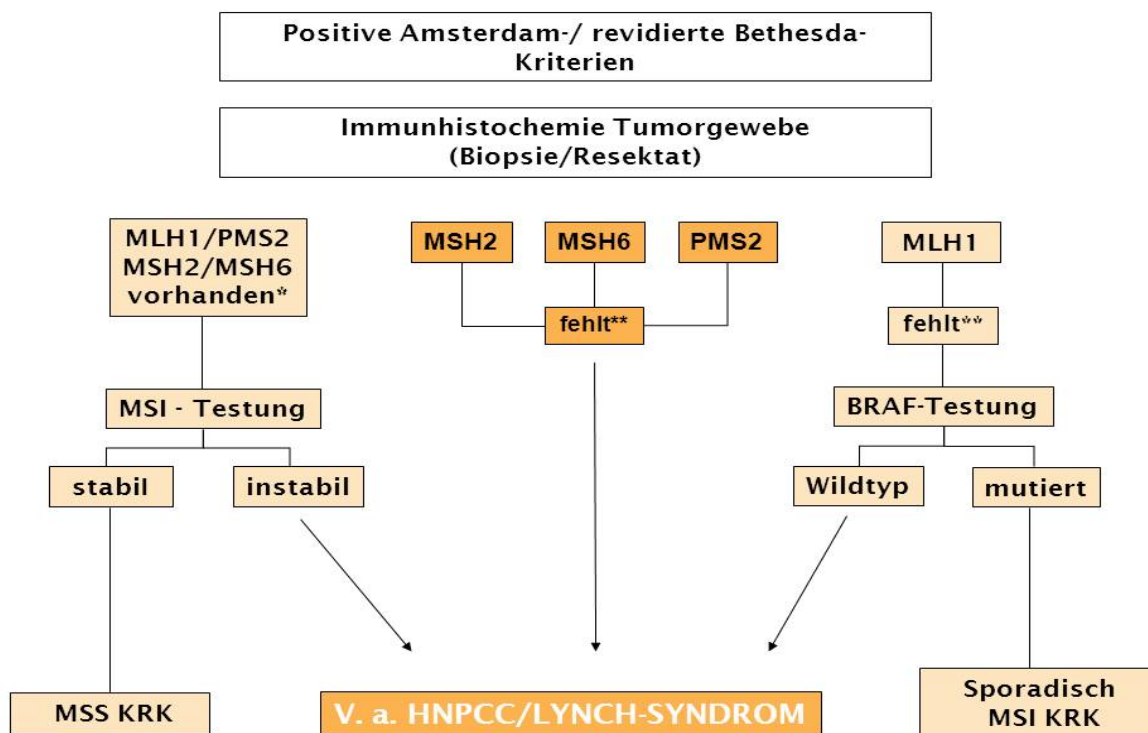 Positive Amsterdam-/ revidierte Bethesda-
Kriterien
Immunhistochemie Tumorgewebe
(Biopsie/Resektat)
MLH1/PMS2
MSH2/MSH6
vorhanden*
MSH2
MSH6
PMS2
MLH1
fehlt**
fehlt**
MSI - Testung
BRAF-Testung
stabil
instabil
Wildtyp
mutiert
MSS KRK
V. a. HNPCC/LYNCH-SYNDROM
Sporadisch
MSI KRK